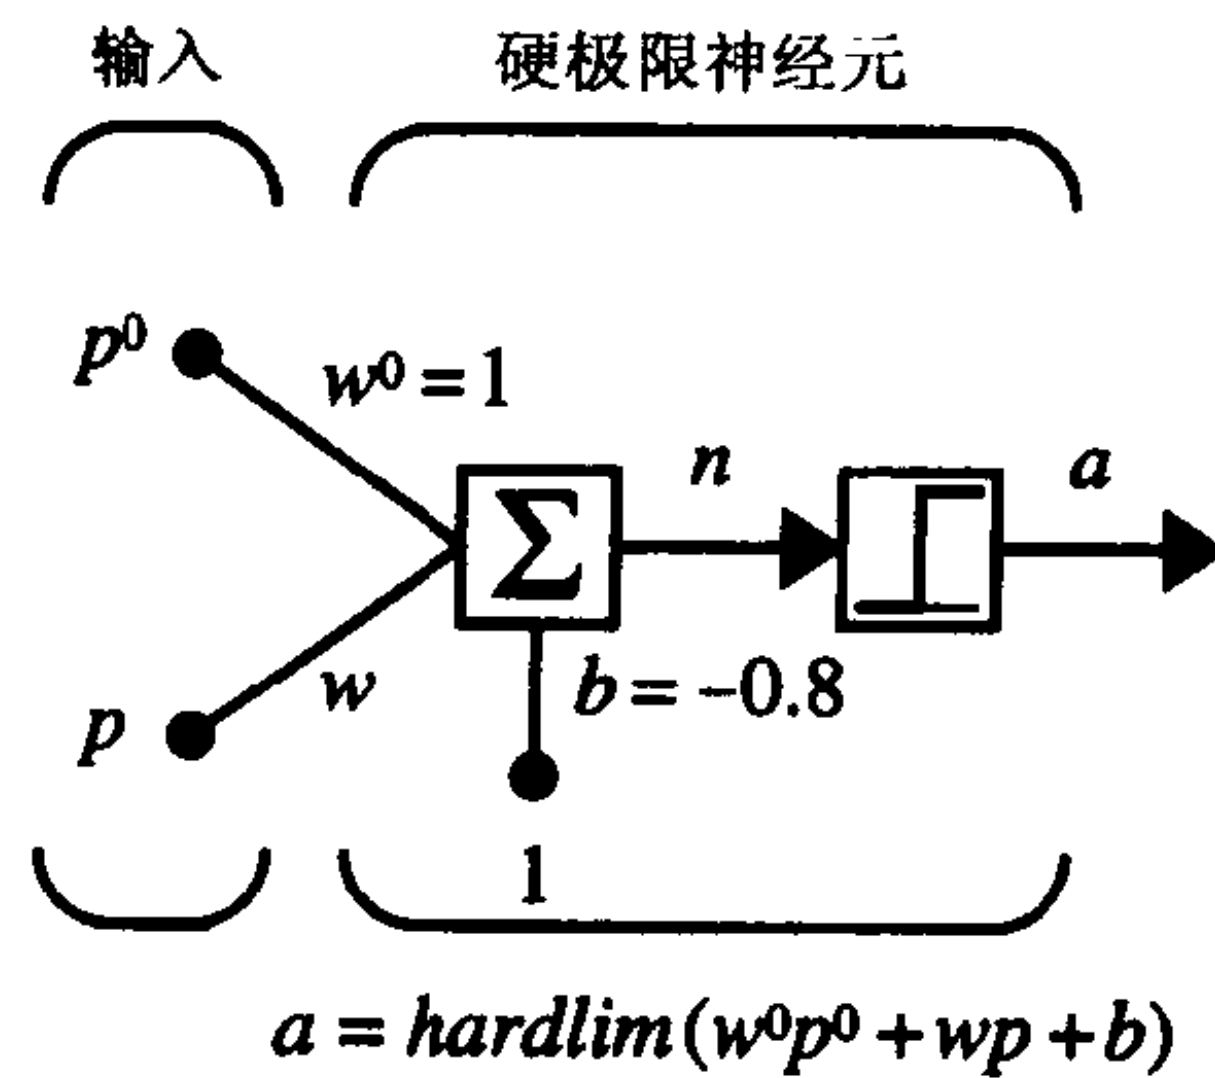 输入
硬极限神经元
p⁰
w⁰ = 1
n
a
Σ
w
b = –0.8
p
1
a = hardlim(w⁰p⁰ + wp + b)